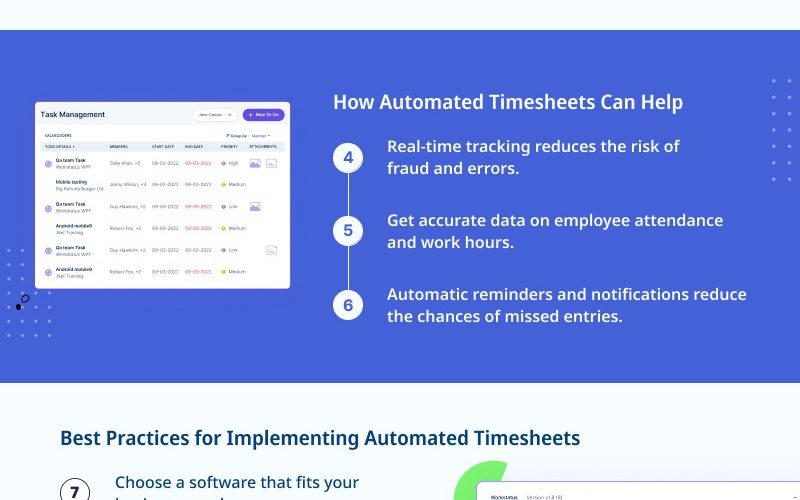 How Automated Timesheets Can Help
4
Real-time tracking reduces the risk of
fraud and errors.
5
Get accurate data on employee attendance
and work hours.
6
Automatic reminders and notifications reduce
the chances of missed entries.
Task Management
Jane Cooper
+ New To-Do
VALUECODERS
Group by : Member
TODO DETAILS MEMBERS START DATE END DATE PRIORITY ATTACHMENTS
Qa team Task
Workstatus WPF
Zebe khan, +2 09-03-2022 09-03-2022 High
Mobile testing
Big Kahuna Burger Ltd.
Jenny Wilson, +3 09-03-2022 09-03-2022 Medium
Qa team Task
Workstatus WPF
Guy Hawkins, +2 09-03-2022 09-03-2022 Low
Android mobile9
.Net Training
Robert Fox, +2 09-03-2022 09-03-2022 Medium
Qa team Task
Workstatus WPF
Guy Hawkins, +2 09-03-2022 09-03-2022 Low
Android mobile9
.Net Training
Robert Fox, +2 09-03-2022 09-03-2022 Medium
Best Practices for Implementing Automated Timesheets
7
Choose a software that fits your
Workstatus Version v1.8 (9)